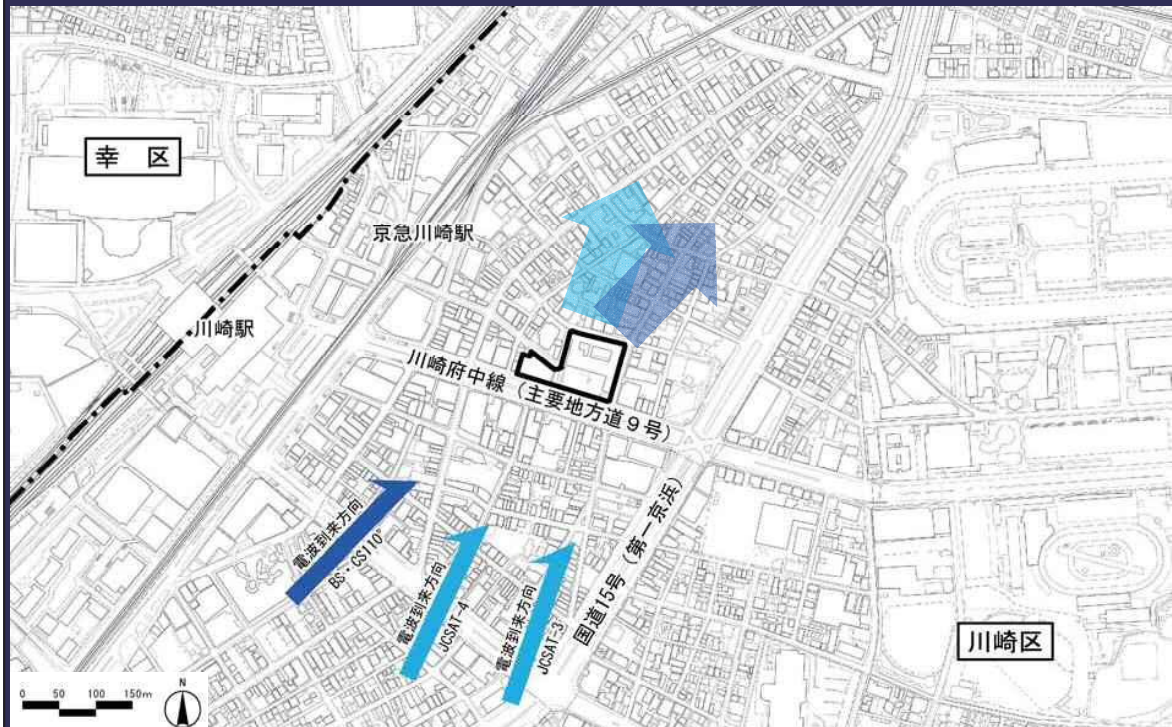 幸 区
京急川崎駅
川崎駅
川崎府中線（主要地方道９号）
電波到来方向
BS・CS110°
電波到来方向
JCSAT-4
電波到来方向
JCSAT-3
国道15号（第一京浜）
川崎区
0 50 100 150m
N